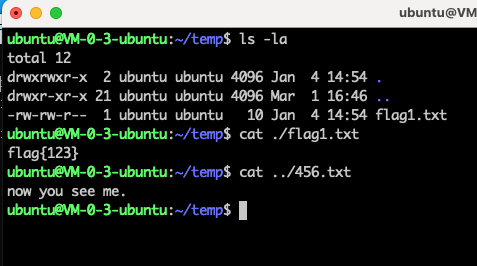 ubuntu@VM
ubuntu@VM-0-3-ubuntu:~/temp$ ls -la
total 12
drwxrwxr-x  2 ubuntu ubuntu 4096 Jan  4 14:54 .
drwxr-xr-x 21 ubuntu ubuntu 4096 Mar  1 16:46 ..
-rw-rw-r--  1 ubuntu ubuntu   10 Jan  4 14:54 flag1.txt
ubuntu@VM-0-3-ubuntu:~/temp$ cat ./flag1.txt
flag{123}
ubuntu@VM-0-3-ubuntu:~/temp$ cat ../456.txt
now you see me.
ubuntu@VM-0-3-ubuntu:~/temp$